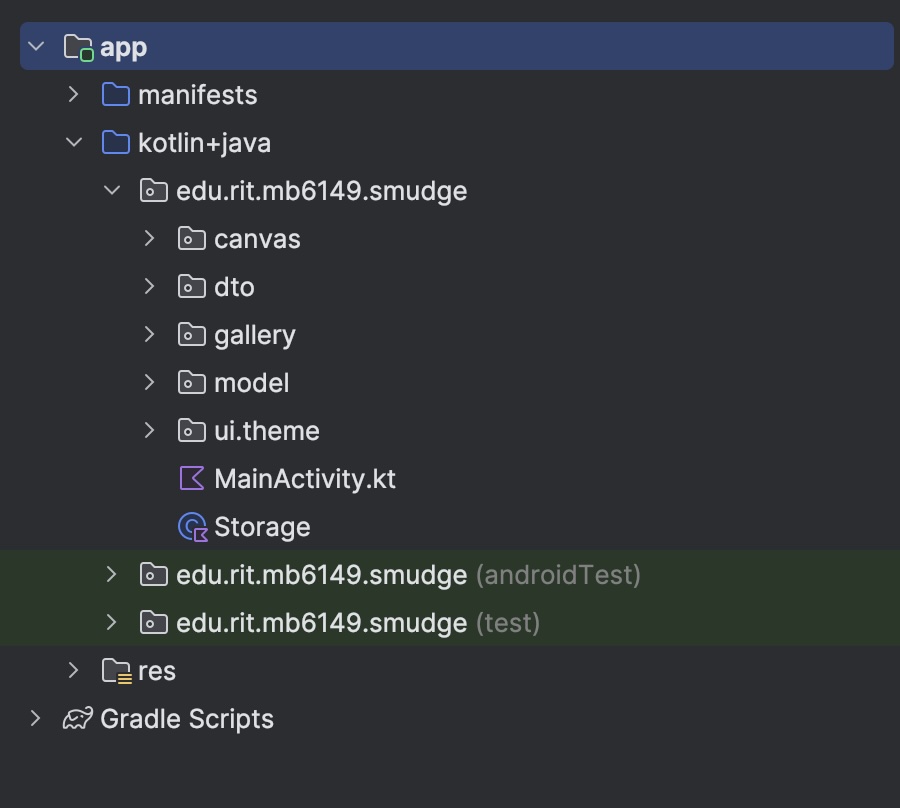 app
manifests
kotlin+java
edu.rit.mb6149.smudge
canvas
dto
gallery
model
ui.theme
MainActivity.kt
Storage
edu.rit.mb6149.smudge (androidTest)
edu.rit.mb6149.smudge (test)
res
Gradle Scripts